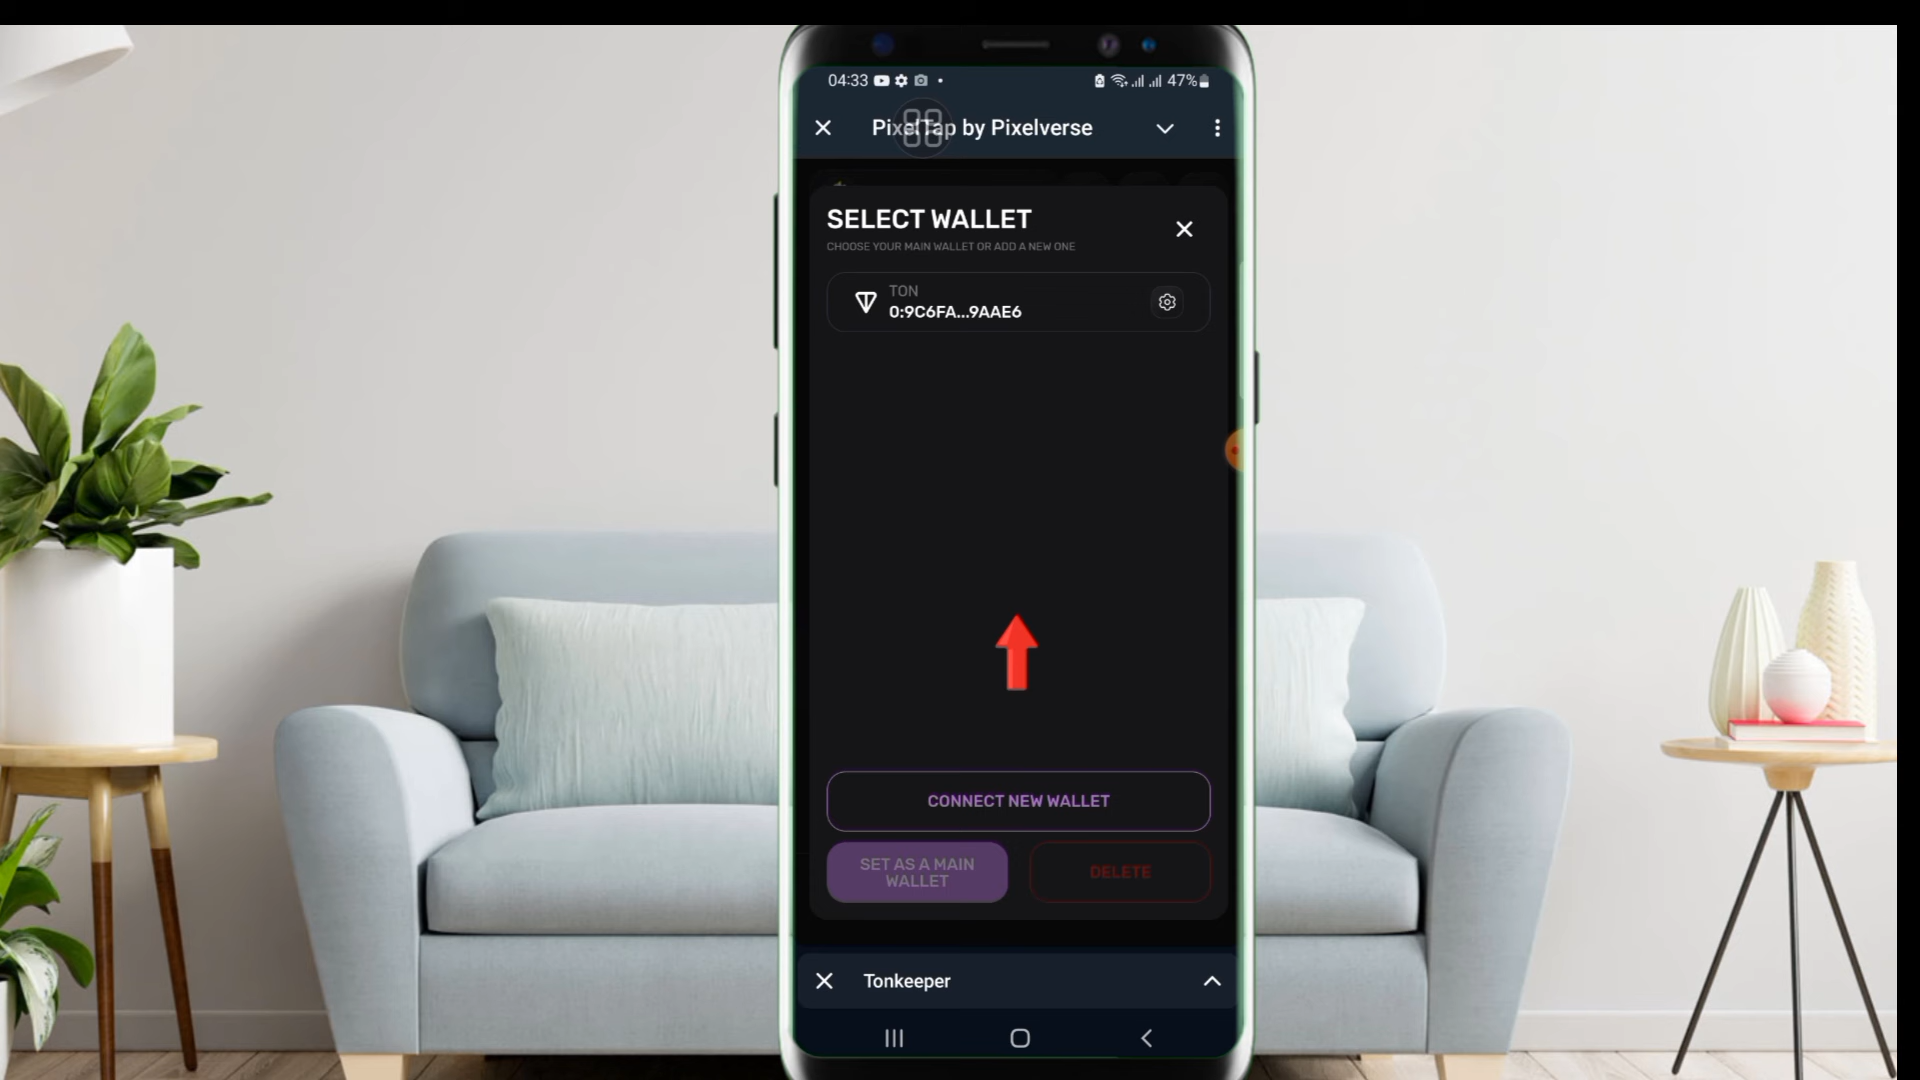 04:33
47%
PixelTap by Pixelverse
SELECT WALLET
CHOOSE YOUR MAIN WALLET OR ADD A NEW ONE
TON
0:9C6FA...9AAE6
CONNECT NEW WALLET
SET AS A MAIN
WALLET
DELETE
Tonkeeper